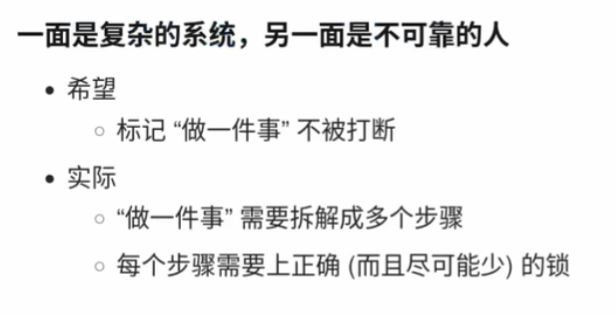 一面是复杂的系统，另一面是不可靠的人
希望
标记 “做一件事” 不被打断
实际
“做一件事” 需要拆解成多个步骤
每个步骤需要上正确 (而且尽可能少) 的锁